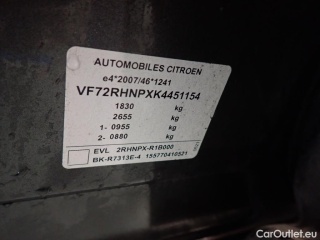 AUTOMOBILES CITROËN
e4*2007/46*1241
VF72RHNPXK4451154
1830 kg
2655 kg
1- 0955 kg
2- 0880 kg
EVL 2RHNPX-R1B000
BK-R7313E-4 155770410521
CarOutlet.eu